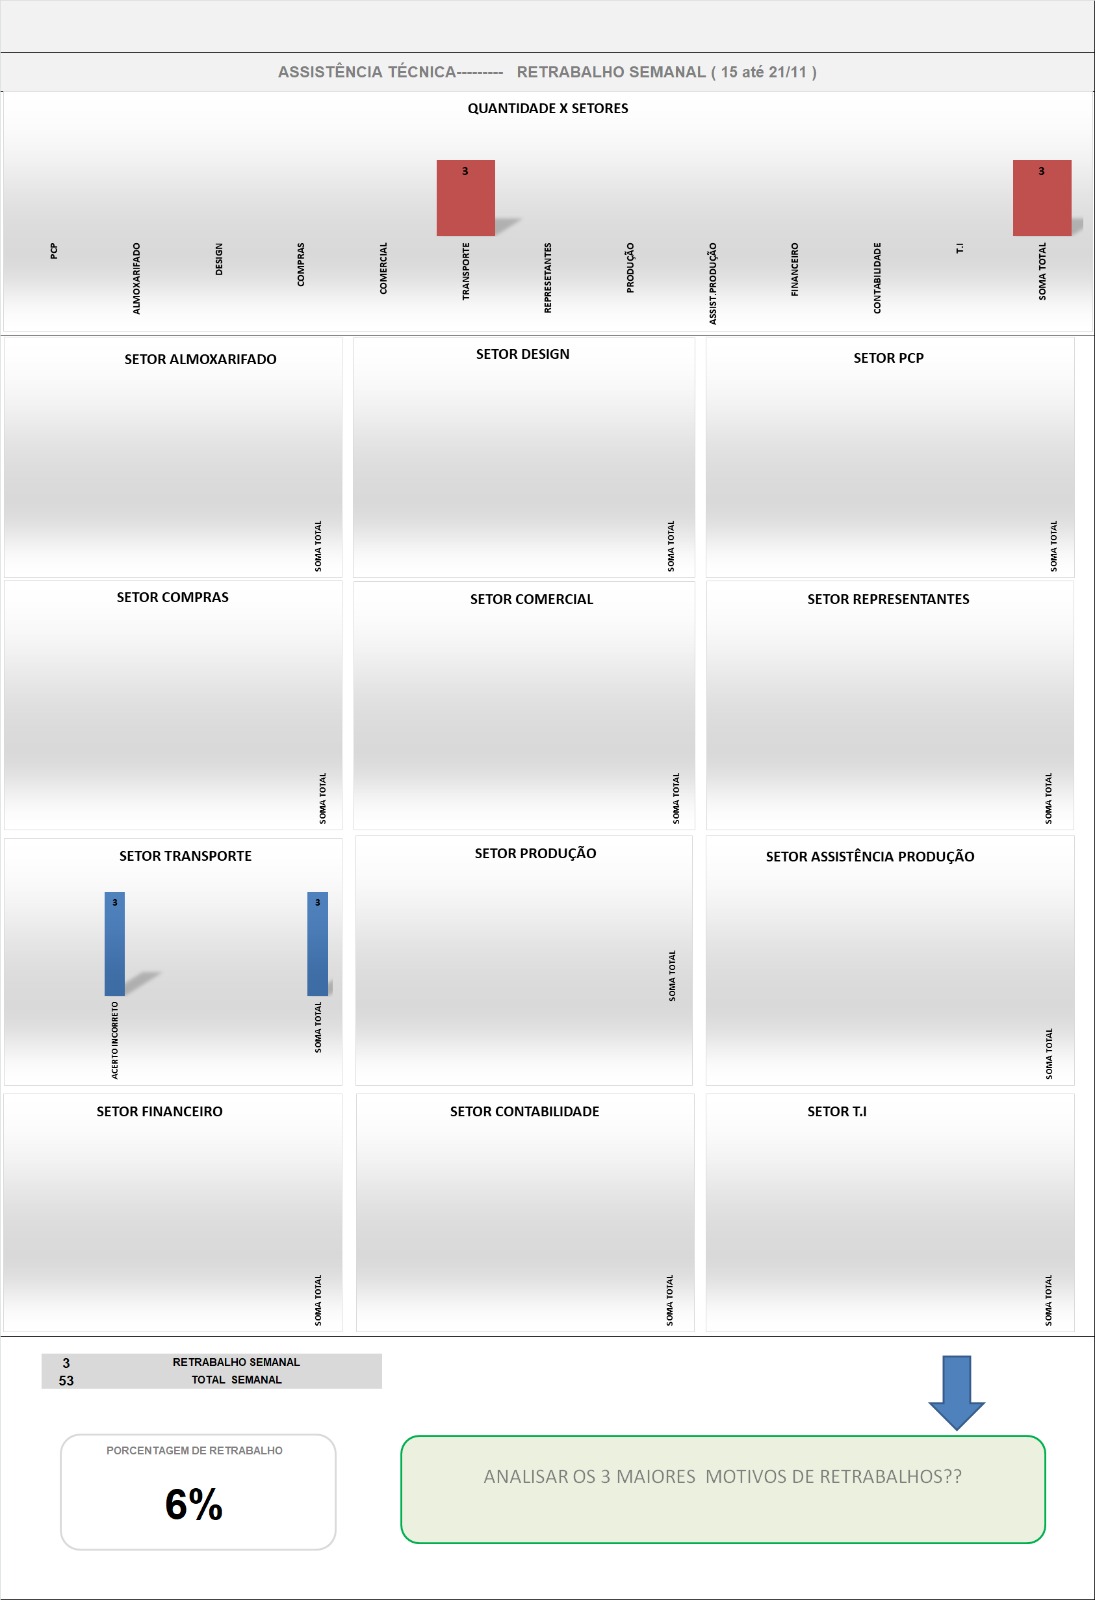 ASSISTÊNCIA TÉCNICA--------- RETRABALHO SEMANAL ( 15 até 21/11 )
QUANTIDADE X SETORES
3
3
PCP
ALMOXARIFADO
DESIGN
COMPRAS
COMERCIAL
TRANSPORTE
REPRESETANTES
PRODUÇÃO
ASSIST.PRODUÇÃO
FINANCEIRO
CONTABILIDADE
T.I
SOMA TOTAL
SETOR ALMOXARIFADO
SOMA TOTAL
SETOR DESIGN
SOMA TOTAL
SETOR PCP
SOMA TOTAL
SETOR COMPRAS
SOMA TOTAL
SETOR COMERCIAL
SOMA TOTAL
SETOR REPRESENTANTES
SOMA TOTAL
SETOR TRANSPORTE
3
3
ACERTO INCORRETO
SOMA TOTAL
SETOR PRODUÇÃO
SOMA TOTAL
SETOR ASSISTÊNCIA PRODUÇÃO
SOMA TOTAL
SETOR FINANCEIRO
SOMA TOTAL
SETOR CONTABILIDADE
SOMA TOTAL
SETOR T.I
SOMA TOTAL
3 RETRABALHO SEMANAL
53 TOTAL SEMANAL
PORCENTAGEM DE RETRABALHO
6%
ANALISAR OS 3 MAIORES MOTIVOS DE RETRABALHOS??